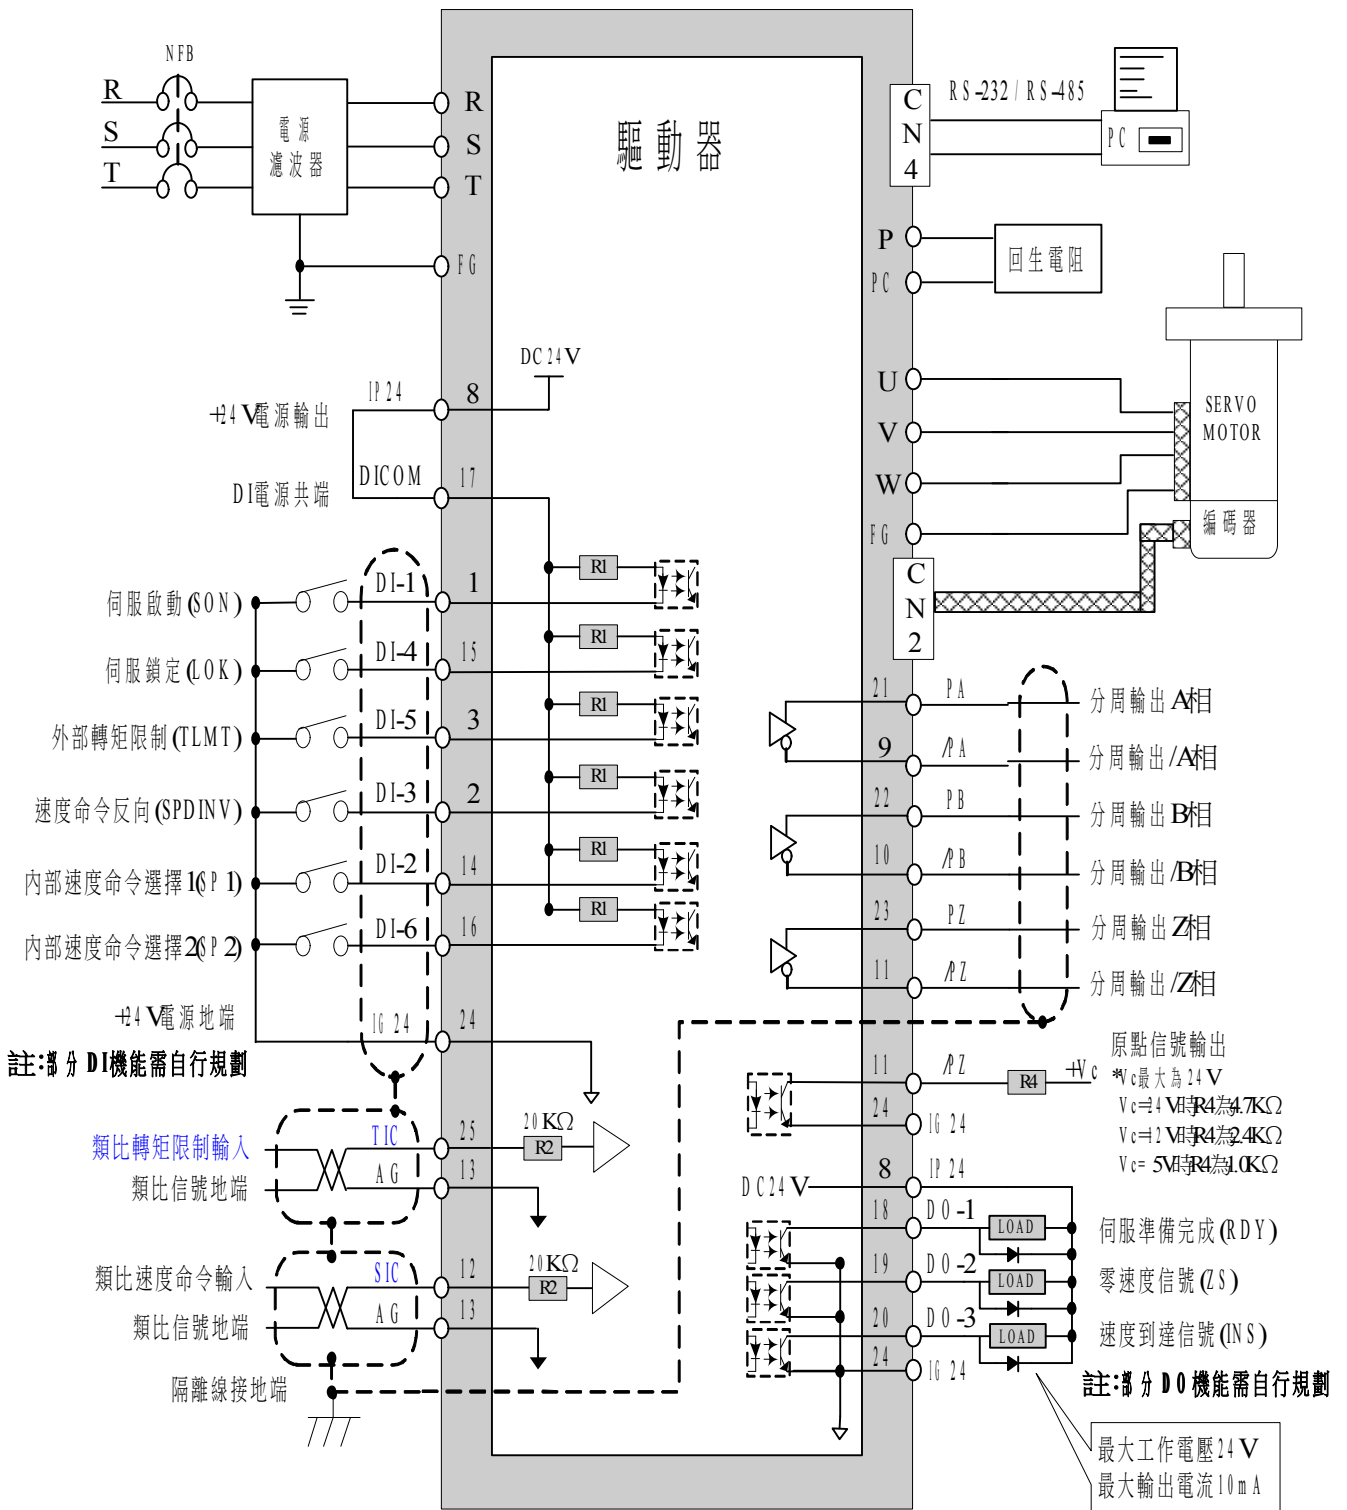 NFB
R
S
T
電源
濾波器
R
S
T
FG
驅動器
CN4
RS-232 / RS-485
PC
P
PC
回生電阻
U
V
W
FG
SERVO
MOTOR
編碼器
CN2
DC24V
+24V電源輸出
IP24
8
DI電源共端
DICOM
17
伺服啟動(SON)
DI-1
1
R1
伺服鎖定(LOK)
DI-4
15
R1
外部轉矩限制(TLMT)
DI-5
3
R1
速度命令反向(SPDINV)
DI-3
2
R1
內部速度命令選擇1(SP1)
DI-2
14
R1
內部速度命令選擇2(SP2)
DI-6
16
R1
+24V電源地端
IG24
24
註:部分DI機能需自行規劃
類比轉矩限制輸入
TIC
25
20KΩ
R2
類比信號地端
AG
13
類比速度命令輸入
SIC
12
20KΩ
R2
類比信號地端
AG
13
隔離線接地端
21
PA
分周輸出A相
9
/PA
分周輸出/A相
22
PB
分周輸出B相
10
/PB
分周輸出/B相
23
PZ
分周輸出Z相
11
/PZ
分周輸出/Z相
11
/PZ
R4
+Vc
24
IG24
原點信號輸出
*Vc最大為24V
Vc=24V時R4為4.7KΩ
Vc=12V時R4為2.4KΩ
Vc=5V時R4為1.0KΩ
DC24V
8
IP24
18
DO-1
LOAD
伺服準備完成(RDY)
19
DO-2
LOAD
零速度信號(ZS)
20
DO-3
LOAD
速度到達信號(INS)
24
IG24
註:部分DO機能需自行規劃
最大工作電壓24V
最大輸出電流10mA